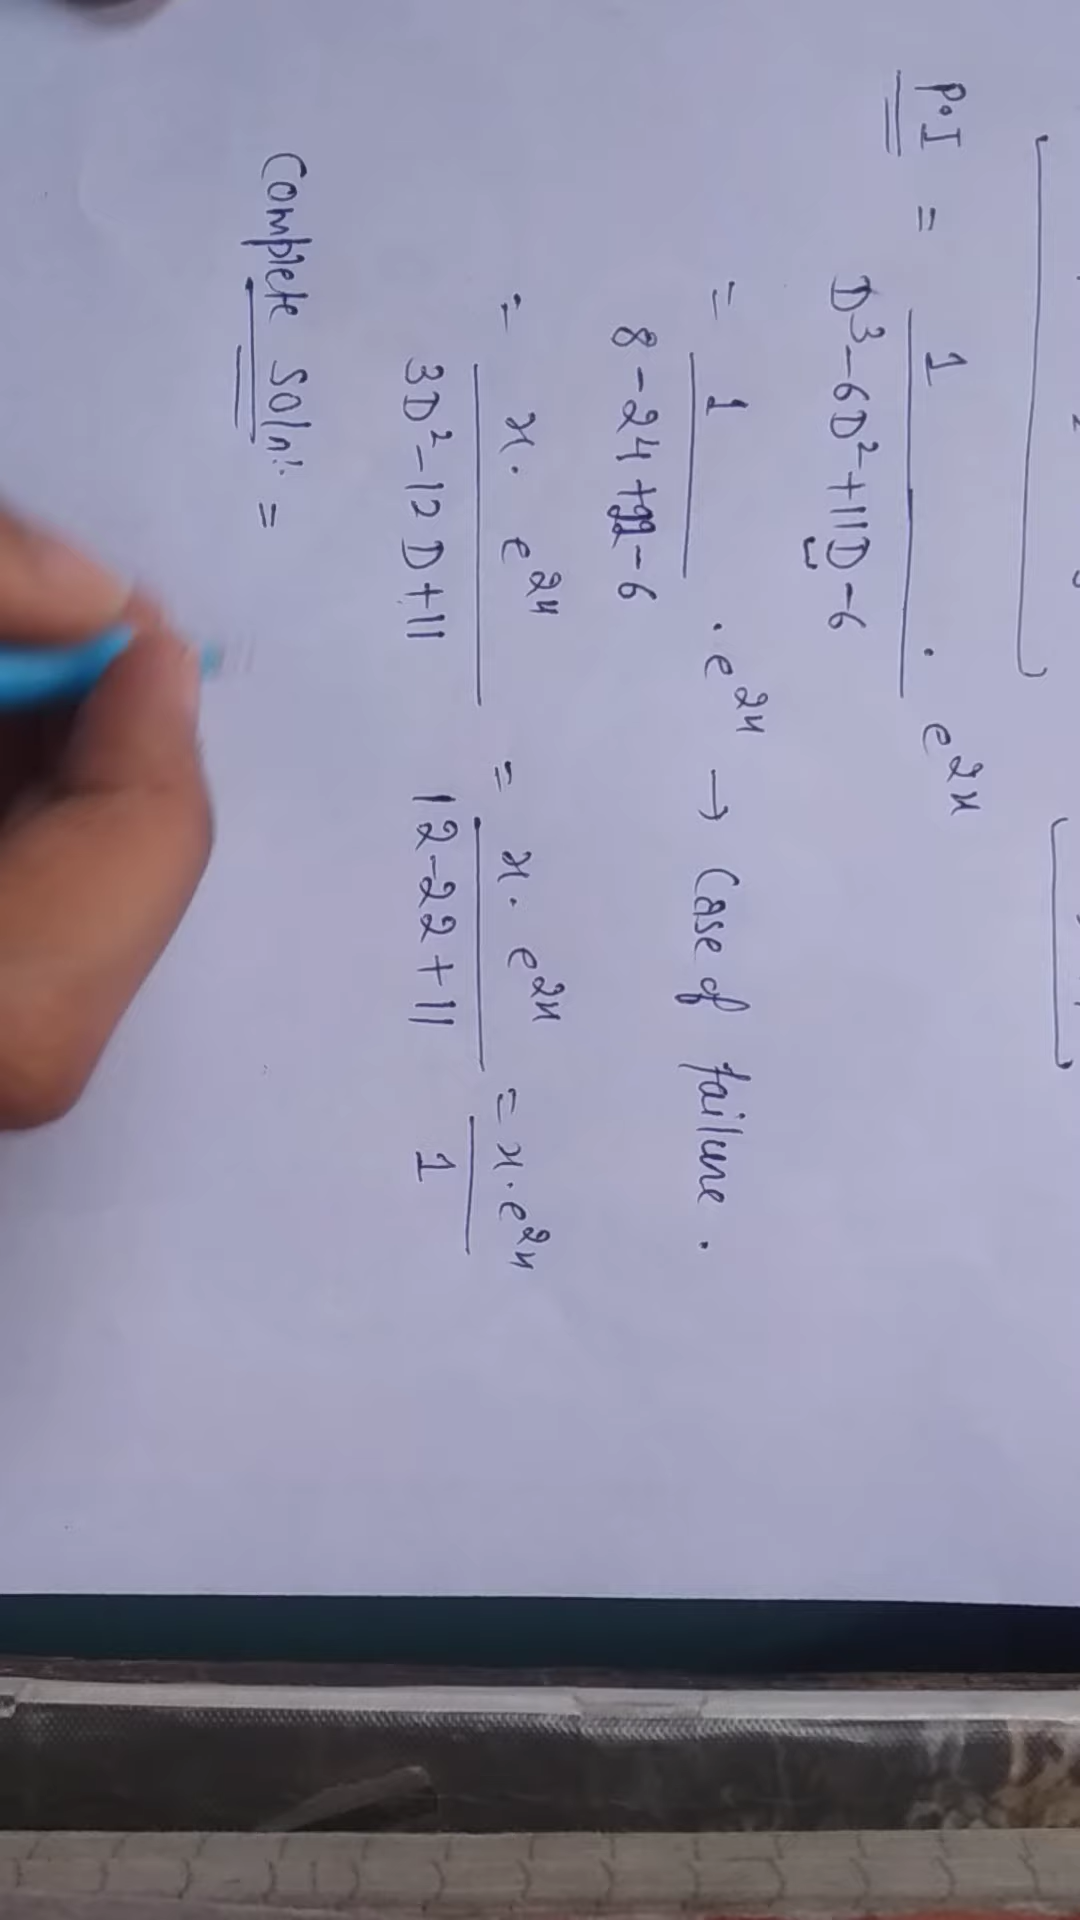 P.I = 1/(D³-6D²+11D-6) · e²ˣ
= 1/(8-24+22-6) · e²ˣ → Case of failure.
= x· e²ˣ/(3D²-12D+11) = x· e²ˣ/(12-22+11) = x·e²ˣ/1
Complete Soln:- =